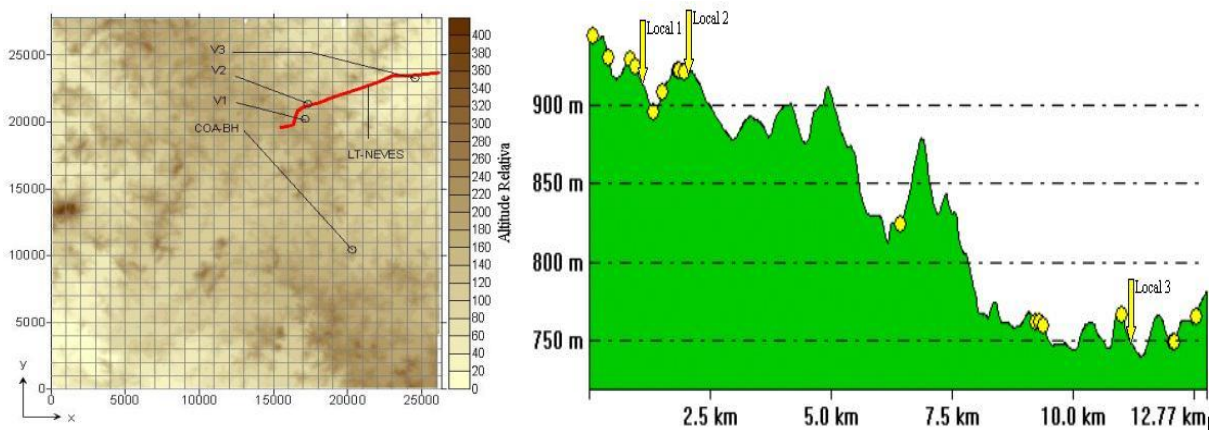 25000
20000
15000
10000
5000
0
y
x
0
5000
10000
15000
20000
25000
V3
V2
V1
COA-BH
LT-NEVES
400
380
360
340
320
300
280
260
240
220
200
180
160
140
120
100
80
60
40
20
0
Altitude Relativa
Local 1
Local 2
Local 3
900 m
850 m
800 m
750 m
2.5 km
5.0 km
7.5 km
10.0 km
12.77 km